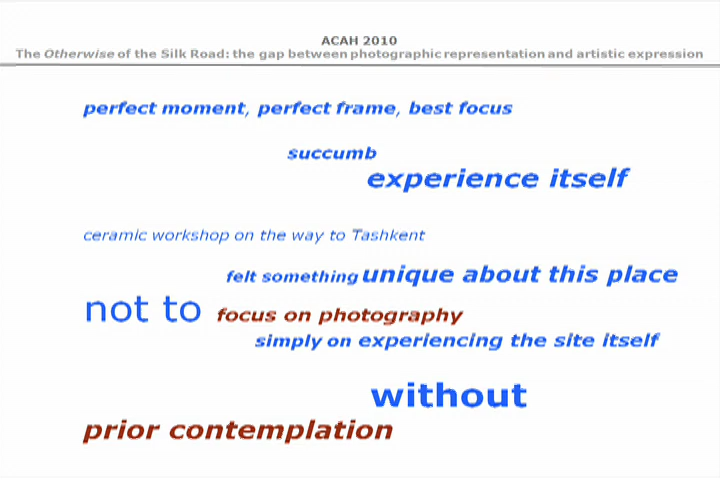 ACAH 2010
The Otherwise of the Silk Road: the gap between photographic representation and artistic expression
perfect moment, perfect frame, best focus
succumb
experience itself
ceramic workshop on the way to Tashkent
felt something unique about this place
not to focus on photography
simply on experiencing the site itself
without
prior contemplation